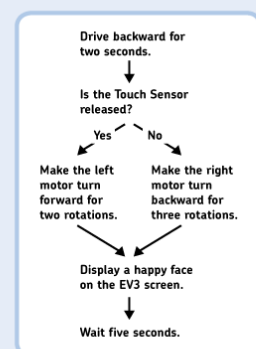 Drive backward for
two seconds.
Is the Touch Sensor
released?
Yes No
Make the left
motor turn
forward for
two rotations.
Make the right
motor turn
backward for
three rotations.
Display a happy face
on the EV3 screen.
Wait five seconds.